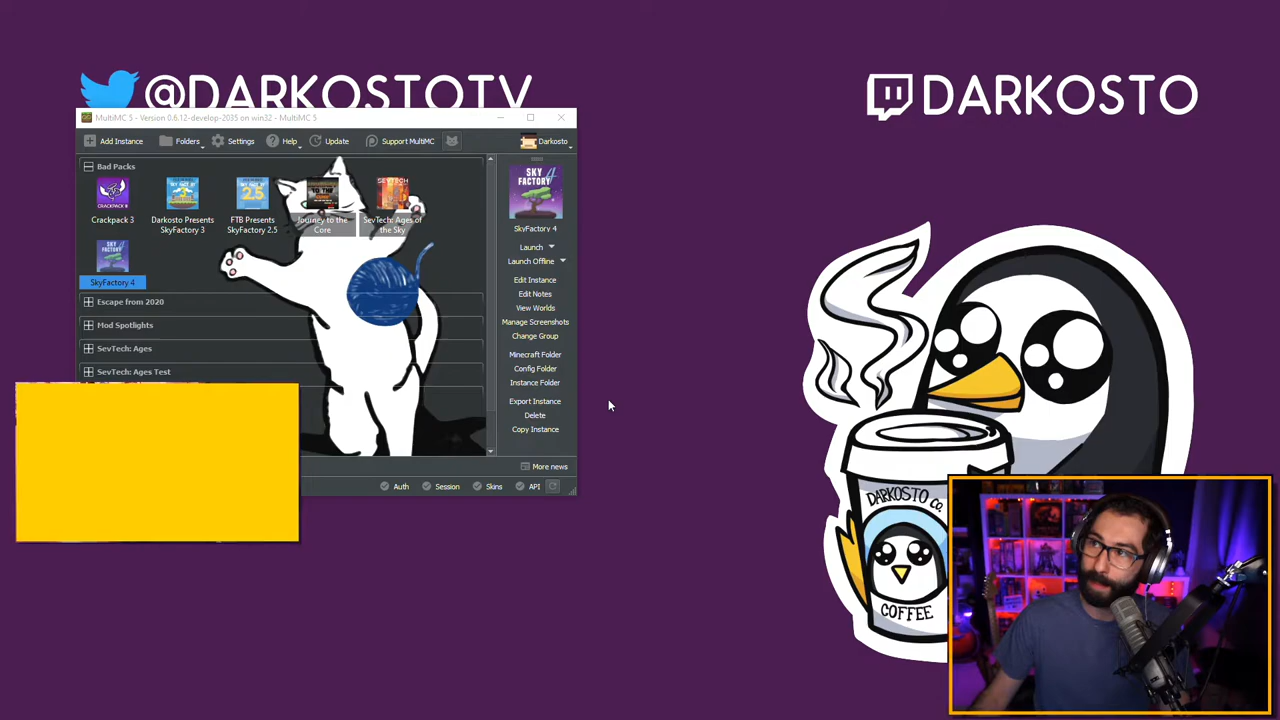 @DARKOSTOTV
DARKOSTO
MultiMC 5 - Version 0.6.12-develop-2035 on win32 - MultiMC 5
Add Instance
Folders
Settings
Help
Update
Support MultiMC
Darkosto
Bad Packs
Crackpack 3
Darkosto Presents
SkyFactory 3
FTB Presents
SkyFactory 2.5
Journey to the
Core
SevTech: Ages of
the Sky
SkyFactory 4
Escape from 2020
Mod Spotlights
SevTech: Ages
SevTech: Ages Test
SKY
FACTORY
4
SkyFactory 4
Launch
Launch Offline
Edit Instance
Edit Notes
View Worlds
Manage Screenshots
Change Group
Minecraft Folder
Config Folder
Instance Folder
Export Instance
Delete
Copy Instance
More news
Auth
Session
Skins
API
DARKOSTO CO.
COFFEE